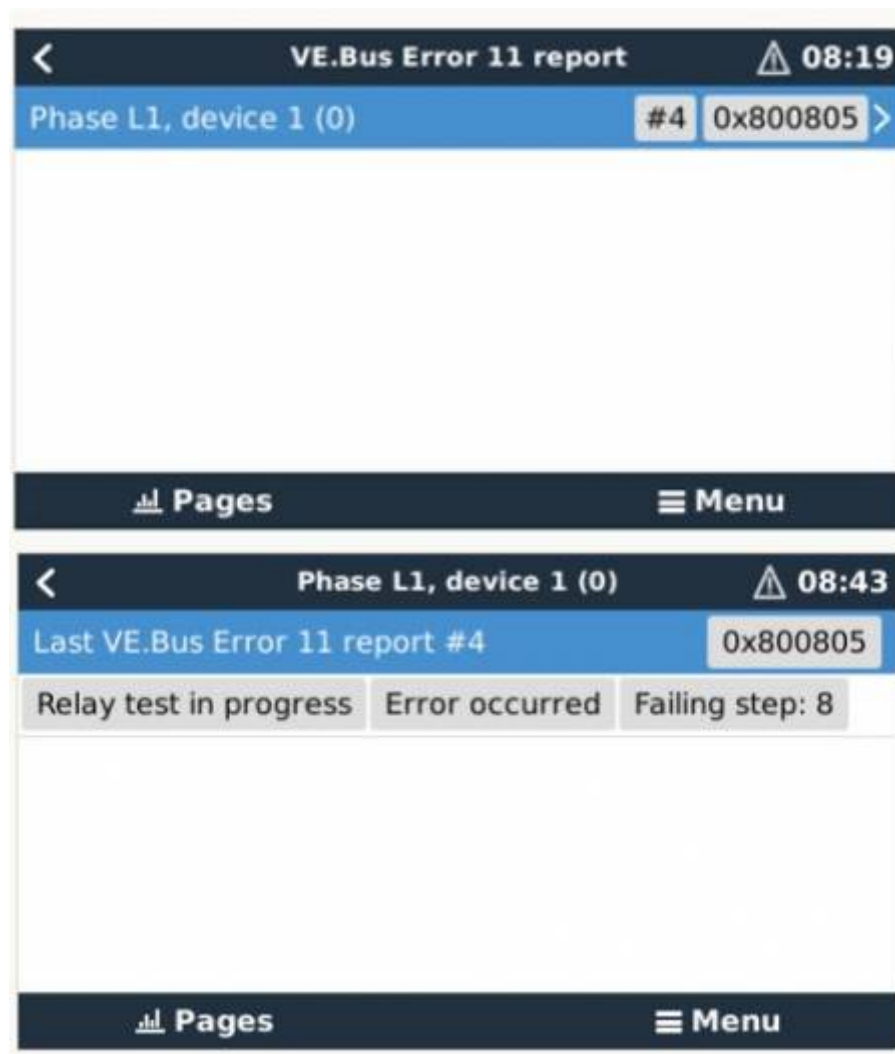 VE.Bus Error 11 report 08:19
Phase L1, device 1 (0) #4 0x800805
Pages Menu
Phase L1, device 1 (0) 08:43
Last VE.Bus Error 11 report #4 0x800805
Relay test in progress Error occurred Failing step: 8
Pages Menu